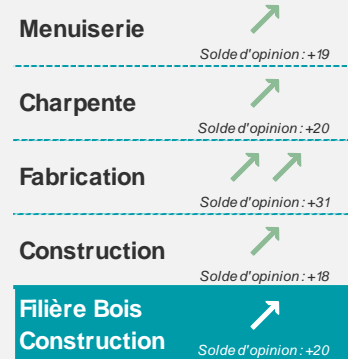 Menuiserie
Solde d'opinion : +19
Charpente
Solde d'opinion : +20
Fabrication
Solde d'opinion : +31
Construction
Solde d'opinion : +18
Filière Bois
Construction
Solde d'opinion : +20